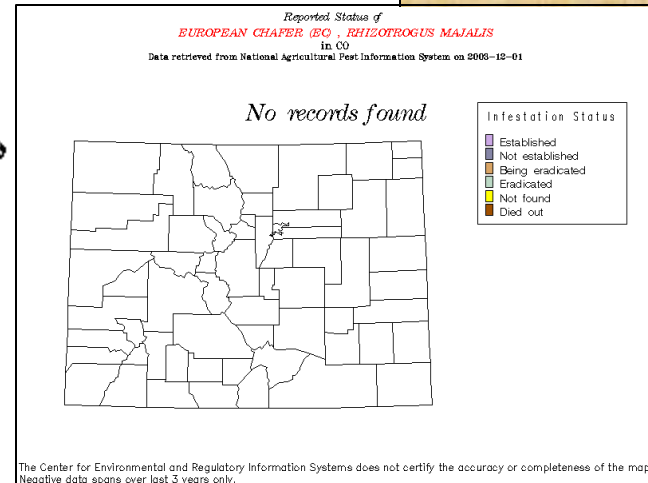 Reported Status of
EUROPEAN CHAFER (EC) , RHIZOTROGUS MAJALIS
in CO
Data retrieved from National Agricultural Pest Information System on 2003-12-01
No records found
Infestation Status
Established
Not established
Being eradicated
Eradicated
Not found
Died out
The Center for Environmental and Regulatory Information Systems does not certify the accuracy or completeness of the map
Negative data spans over last 3 years only.